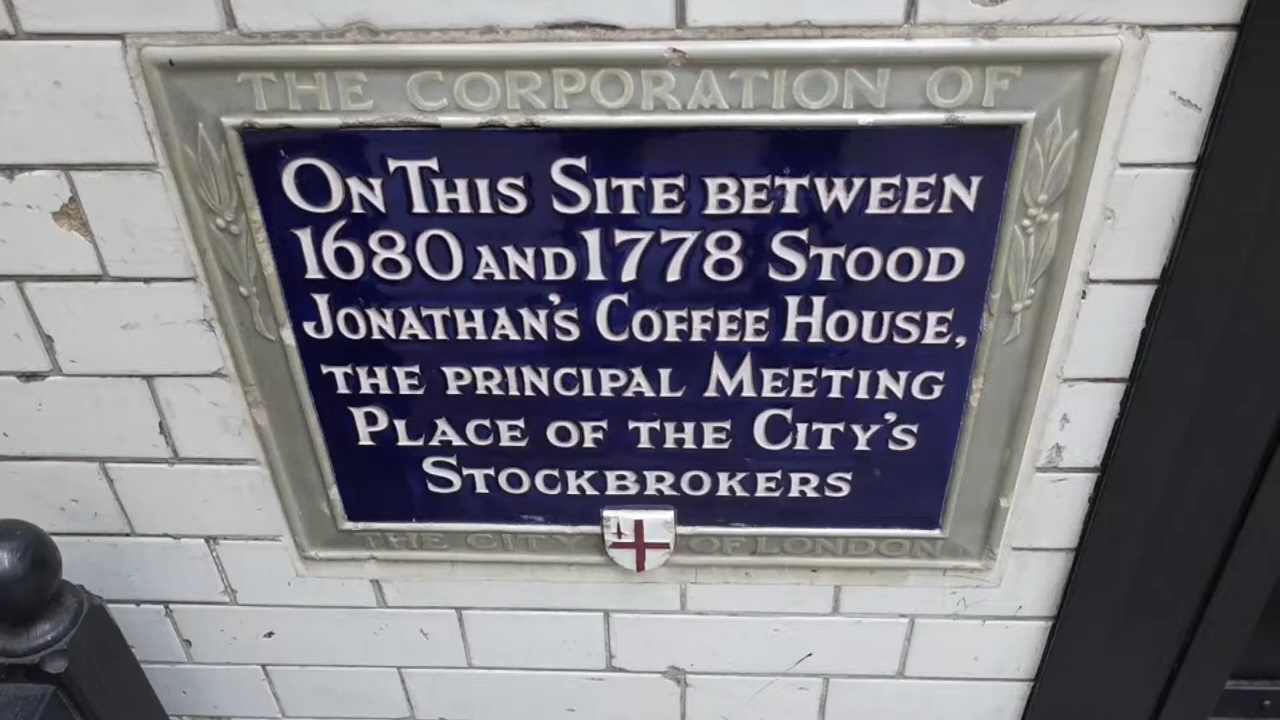 THE CORPORATION OF
ON THIS SITE BETWEEN
1680 AND 1778 STOOD
JONATHAN'S COFFEE HOUSE,
THE PRINCIPAL MEETING
PLACE OF THE CITY'S
STOCKBROKERS
THE CITY OF LONDON